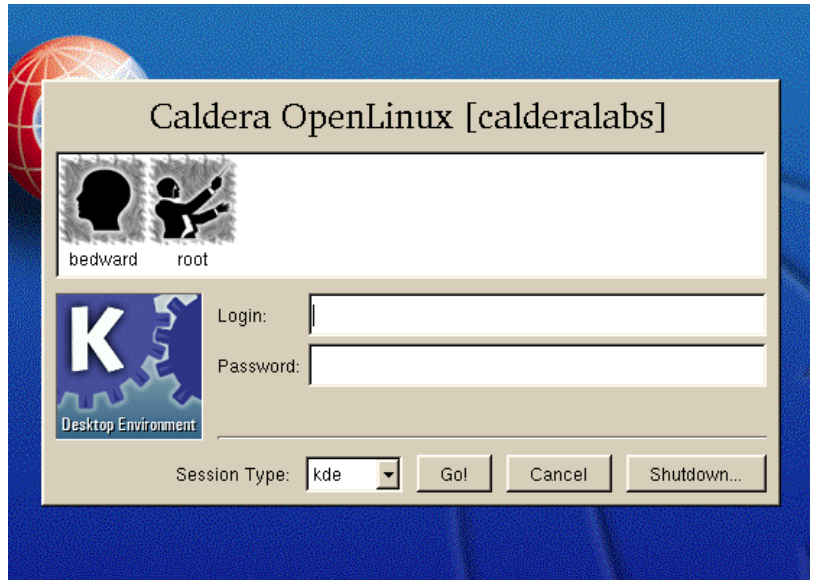 Caldera OpenLinux [calderalabs]
bedward root
K
Desktop Environment
Login:
Password:
Session Type: kde Go! Cancel Shutdown...